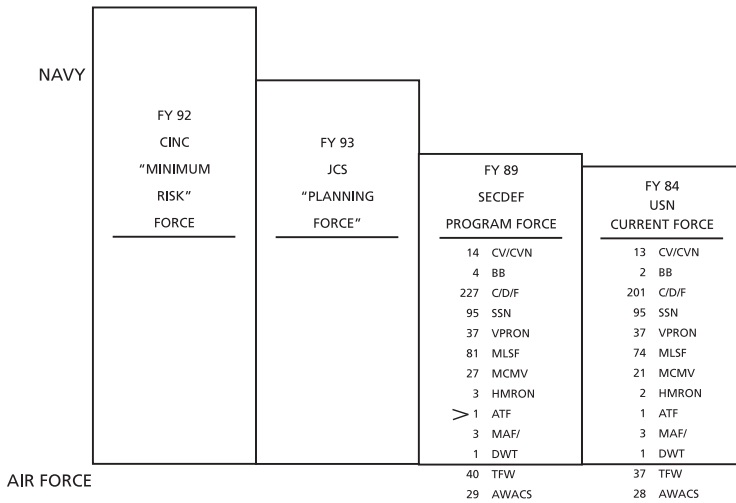 NAVY
FY 92
CINC
“MINIMUM
RISK”
FORCE
FY 93
JCS
“PLANNING
FORCE”
FY 89
SECDEF
PROGRAM FORCE
14 CV/CVN
4 BB
227 C/D/F
95 SSN
37 VPRON
81 MLSF
27 MCMV
3 HMRON
> 1 ATF
3 MAF/
1 DWT
40 TFW
29 AWACS
FY 84
USN
CURRENT FORCE
13 CV/CVN
2 BB
201 C/D/F
95 SSN
37 VPRON
74 MLSF
21 MCMV
2 HMRON
1 ATF
3 MAF/
1 DWT
37 TFW
28 AWACS
AIR FORCE